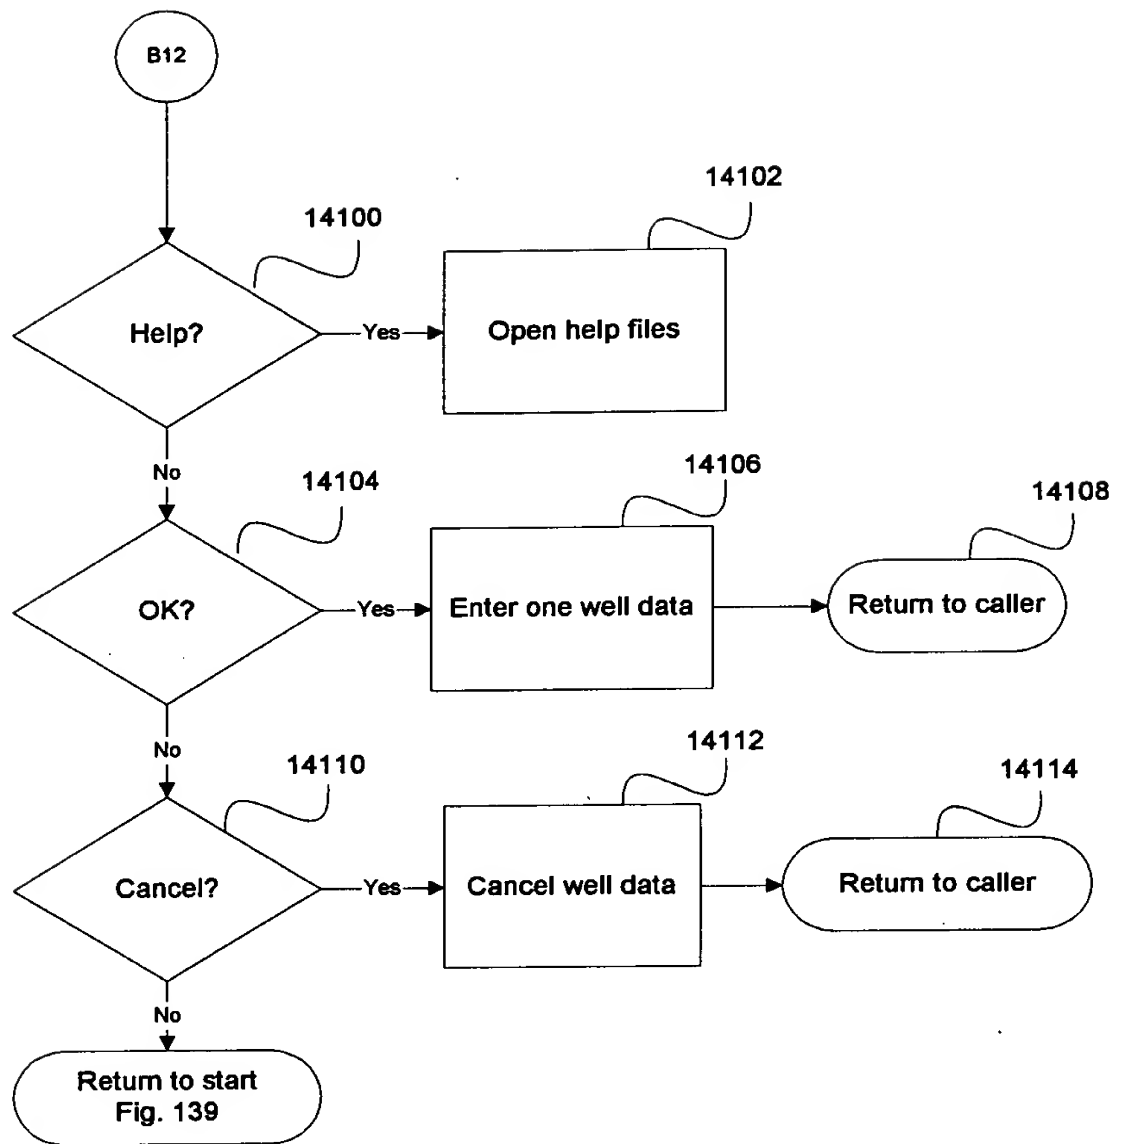 B12
14102
14100
Help?
Yes
Open help files
No
14104
14106
14108
OK?
Yes
Enter one well data
Return to caller
No
14110
14112
14114
Cancel?
Yes
Cancel well data
Return to caller
No
Return to start
Fig. 139